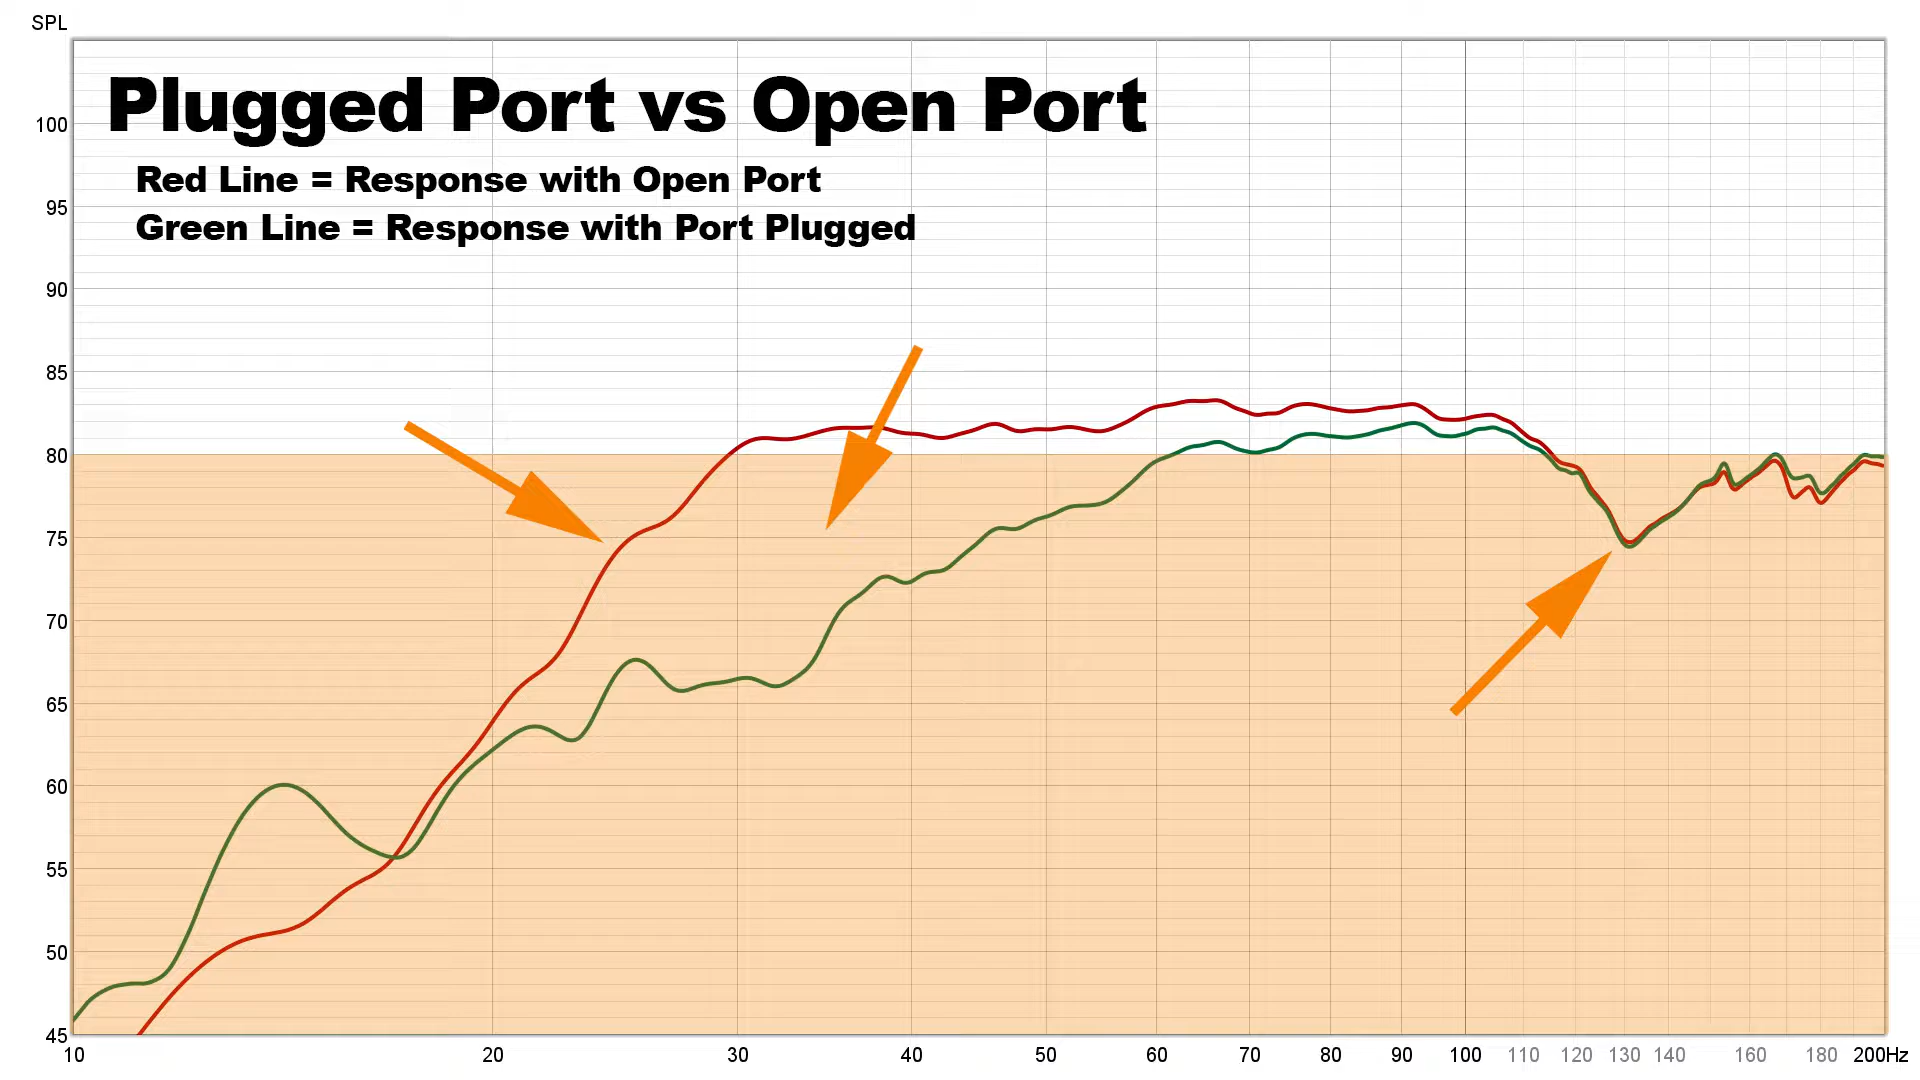 SPL
Plugged Port vs Open Port
Red Line = Response with Open Port
Green Line = Response with Port Plugged
100
95
90
85
80
75
70
65
60
55
50
45
10 20 30 40 50 60 70 80 90 100 110 120 130 140 160 180 200Hz